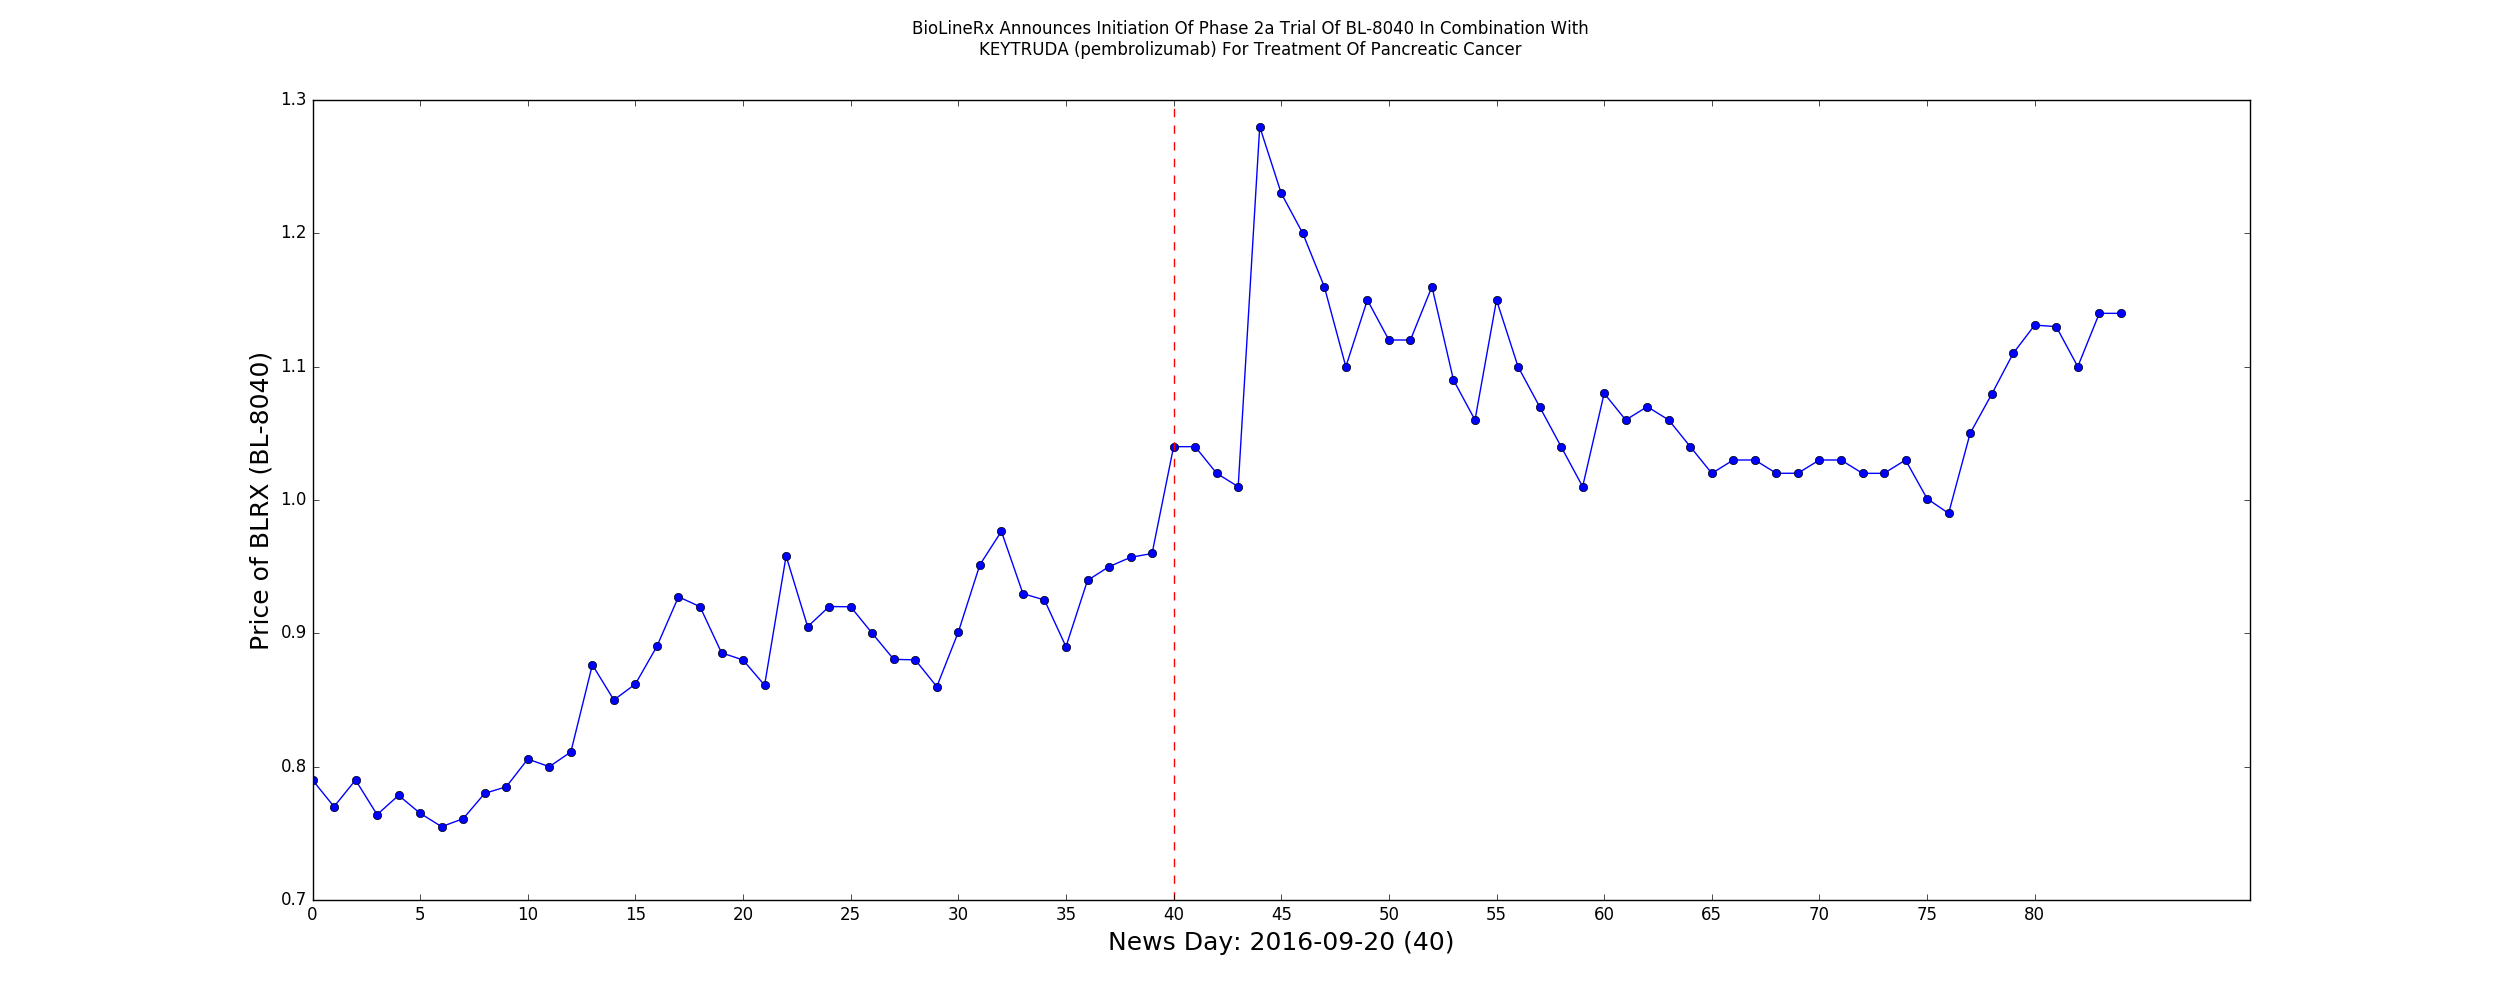 BioLineRx Announces Initiation Of Phase 2a Trial Of BL-8040 In Combination With
KEYTRUDA (pembrolizumab) For Treatment Of Pancreatic Cancer
1.3
1.2
1.1
1.0
0.9
0.8
0.7
Price of BLRX (BL-8040)
0 5 10 15 20 25 30 35 40 45 50 55 60 65 70 75 80
News Day: 2016-09-20 (40)